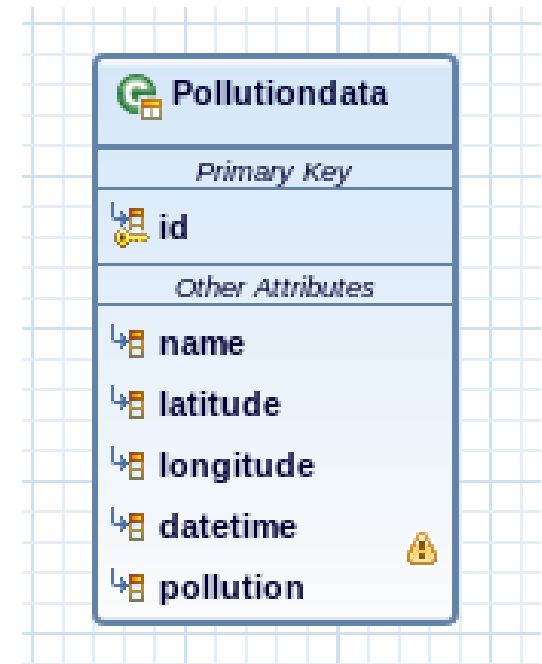 Pollutiondata
Primary Key
id
Other Attributes
name
latitude
longitude
datetime
pollution